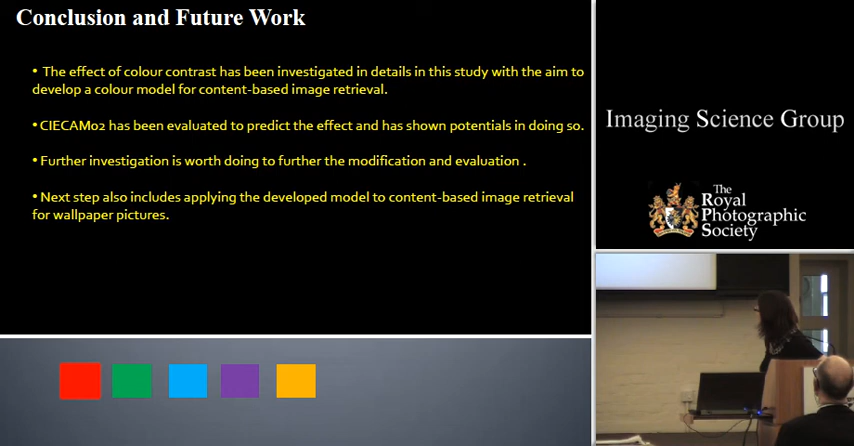 Conclusion and Future Work
• The effect of colour contrast has been investigated in details in this study with the aim to
develop a colour model for content-based image retrieval.
• CIECAM02 has been evaluated to predict the effect and has shown potentials in doing so.
• Further investigation is worth doing to further the modification and evaluation .
• Next step also includes applying the developed model to content-based image retrieval
for wallpaper pictures.
Imaging Science Group
The
Royal
Photographic
Society